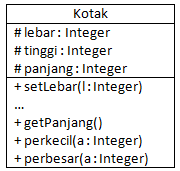 Kotak
# lebar : Integer
# tinggi : Integer
# panjang : Integer
+ setLebar(l : Integer)
...
+ getPanjang()
+ perkecil(a : Integer)
+ perbesar(a : Integer)